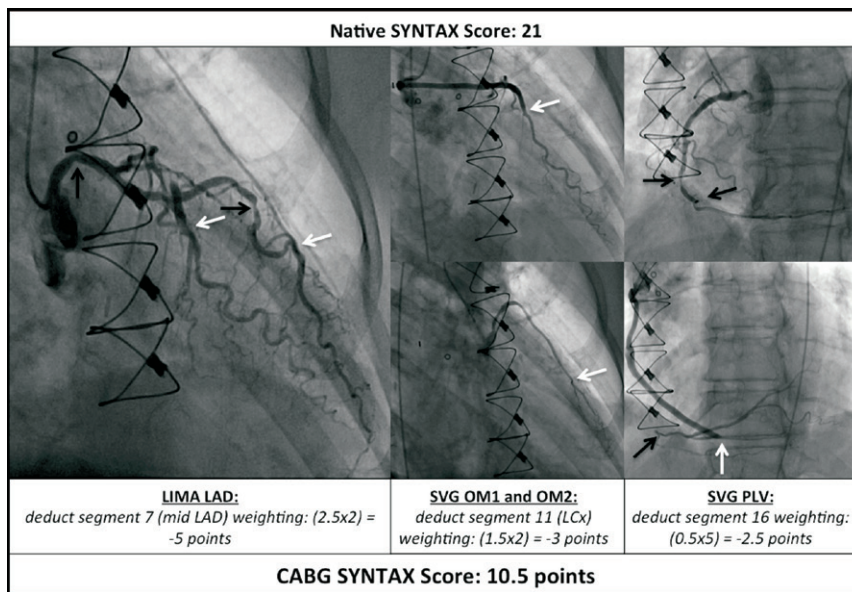 Native SYNTAX Score: 21
LIMA LAD:
deduct segment 7 (mid LAD) weighting: (2.5x2) =
-5 points
SVG OM1 and OM2:
deduct segment 11 (LCx)
weighting: (1.5x2) = -3 points
SVG PLV:
deduct segment 16 weighting:
(0.5x5) = -2.5 points
CABG SYNTAX Score: 10.5 points